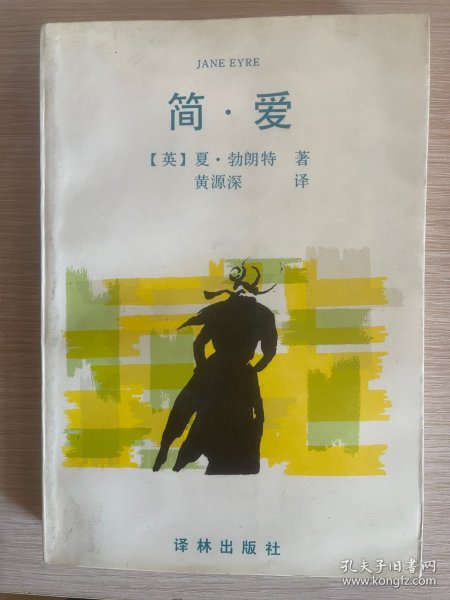 JANE EYRE
简·爱
【英】夏·勃朗特 著
黄源深 译
译林出版社
孔夫子旧书网
www.kongfz.com